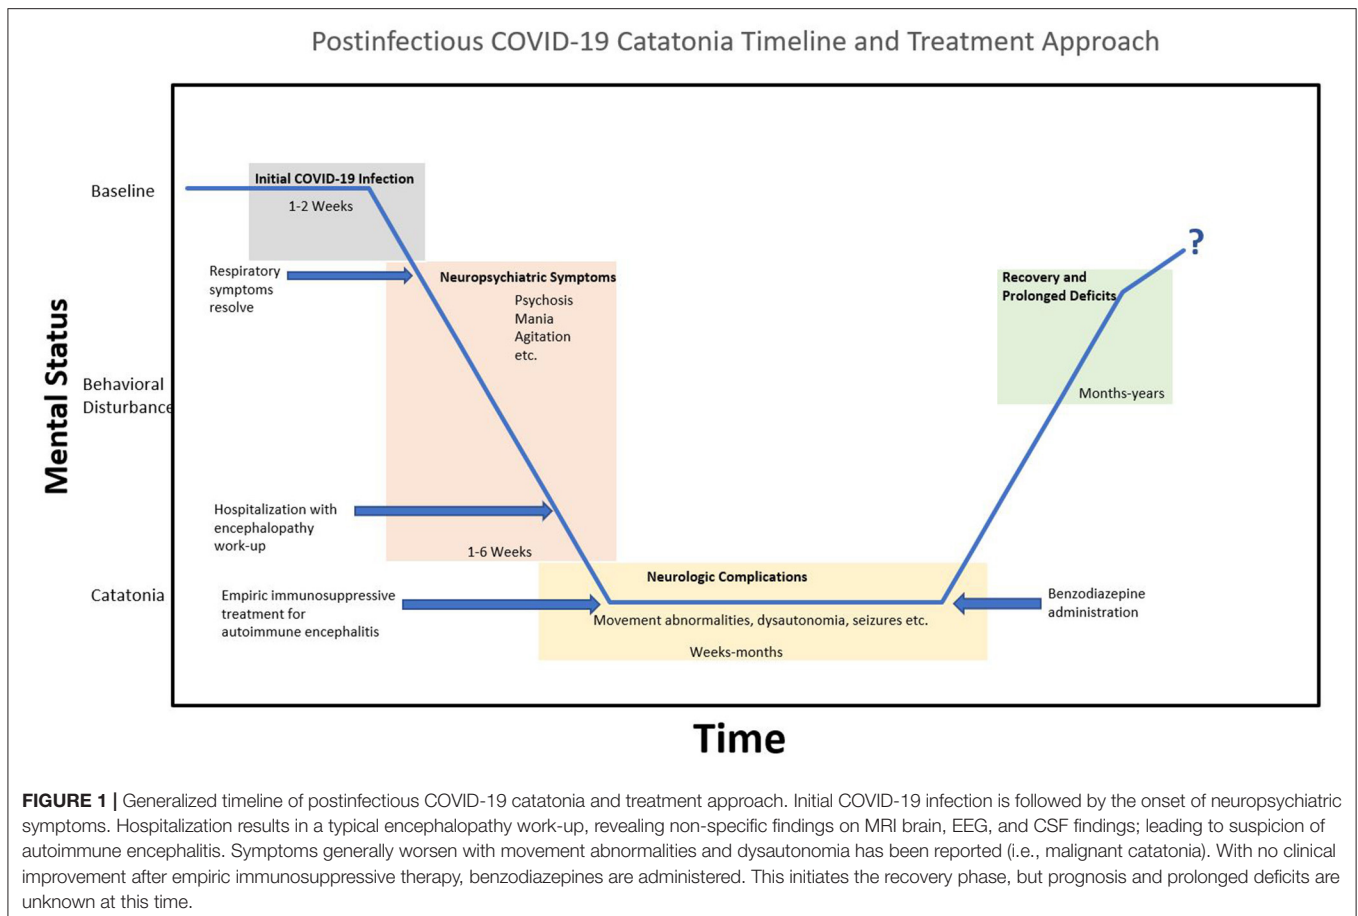 Postinfectious COVID-19 Catatonia Timeline and Treatment Approach
Mental Status
Baseline
Behavioral
Disturbance
Catatonia
Initial COVID-19 Infection
1-2 Weeks
Respiratory
symptoms
resolve
Neuropsychiatric Symptoms
Psychosis
Mania
Agitation
etc.
1-6 Weeks
Hospitalization with
encephalopathy
work-up
Empiric immunosuppressive
treatment for
autoimmune encephalitis
Neurologic Complications
Movement abnormalities, dysautonomia, seizures etc.
Weeks-months
Benzodiazepine
administration
Recovery and
Prolonged Deficits
Months-years
?
Time
FIGURE 1 | Generalized timeline of postinfectious COVID-19 catatonia and treatment approach. Initial COVID-19 infection is followed by the onset of neuropsychiatric
symptoms. Hospitalization results in a typical encephalopathy work-up, revealing non-specific findings on MRI brain, EEG, and CSF findings; leading to suspicion of
autoimmune encephalitis. Symptoms generally worsen with movement abnormalities and dysautonomia has been reported (i.e., malignant catatonia). With no clinical
improvement after empiric immunosuppressive therapy, benzodiazepines are administered. This initiates the recovery phase, but prognosis and prolonged deficits are
unknown at this time.